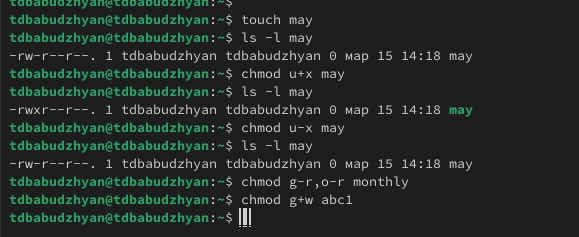 tdbabudzhyan@tdbabudzhyan:~$
tdbabudzhyan@tdbabudzhyan:~$ touch may
tdbabudzhyan@tdbabudzhyan:~$ ls -l may
-rw-r--r--. 1 tdbabudzhyan tdbabudzhyan 0 мар 15 14:18 may
tdbabudzhyan@tdbabudzhyan:~$ chmod u+x may
tdbabudzhyan@tdbabudzhyan:~$ ls -l may
-rwxr--r--. 1 tdbabudzhyan tdbabudzhyan 0 мар 15 14:18 may
tdbabudzhyan@tdbabudzhyan:~$ chmod u-x may
tdbabudzhyan@tdbabudzhyan:~$ ls -l may
-rw-r--r--. 1 tdbabudzhyan tdbabudzhyan 0 мар 15 14:18 may
tdbabudzhyan@tdbabudzhyan:~$ chmod g-r,o-r monthly
tdbabudzhyan@tdbabudzhyan:~$ chmod g+w abc1
tdbabudzhyan@tdbabudzhyan:~$